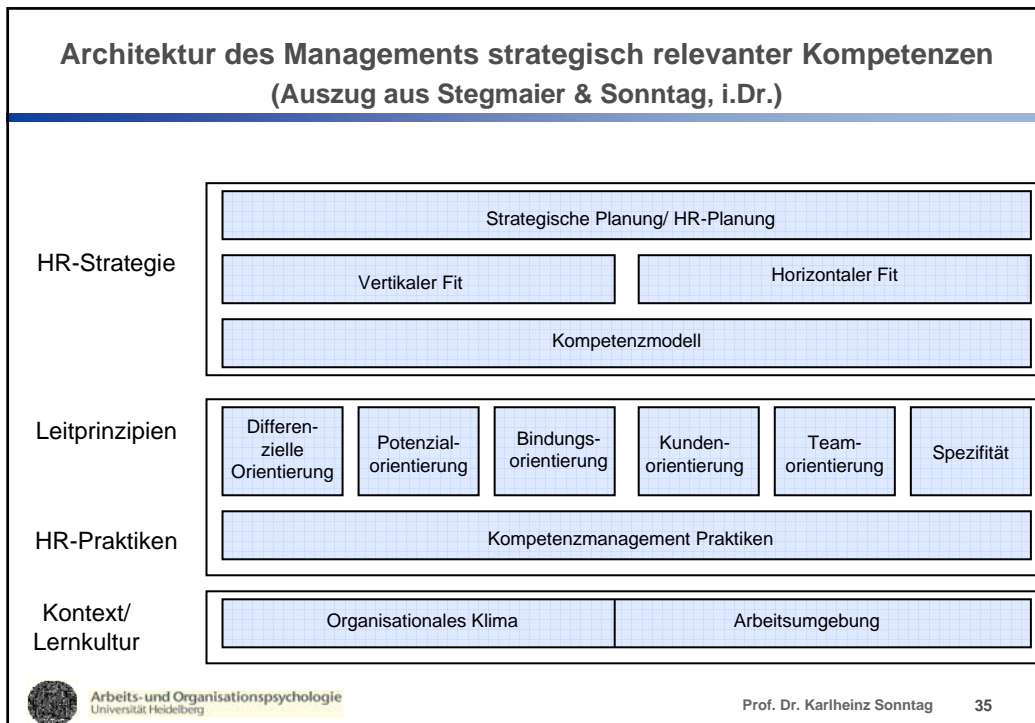 Architektur des Managements strategisch relevanter Kompetenzen
(Auszug aus Stegmaier & Sonntag, i.Dr.)
HR-Strategie
Strategische Planung/ HR-Planung
Vertikaler Fit
Horizontaler Fit
Kompetenzmodell
Leitprinzipien
Differen-
zielle
Orientierung
Potenzial-
orientierung
Bindungs-
orientierung
Kunden-
orientierung
Team-
orientierung
Spezifität
HR-Praktiken
Kompetenzmanagement Praktiken
Kontext/
Lernkultur
Organisationales Klima
Arbeitsumgebung
Arbeits- und Organisationspsychologie
Universität Heidelberg
Prof. Dr. Karlheinz Sonntag 35